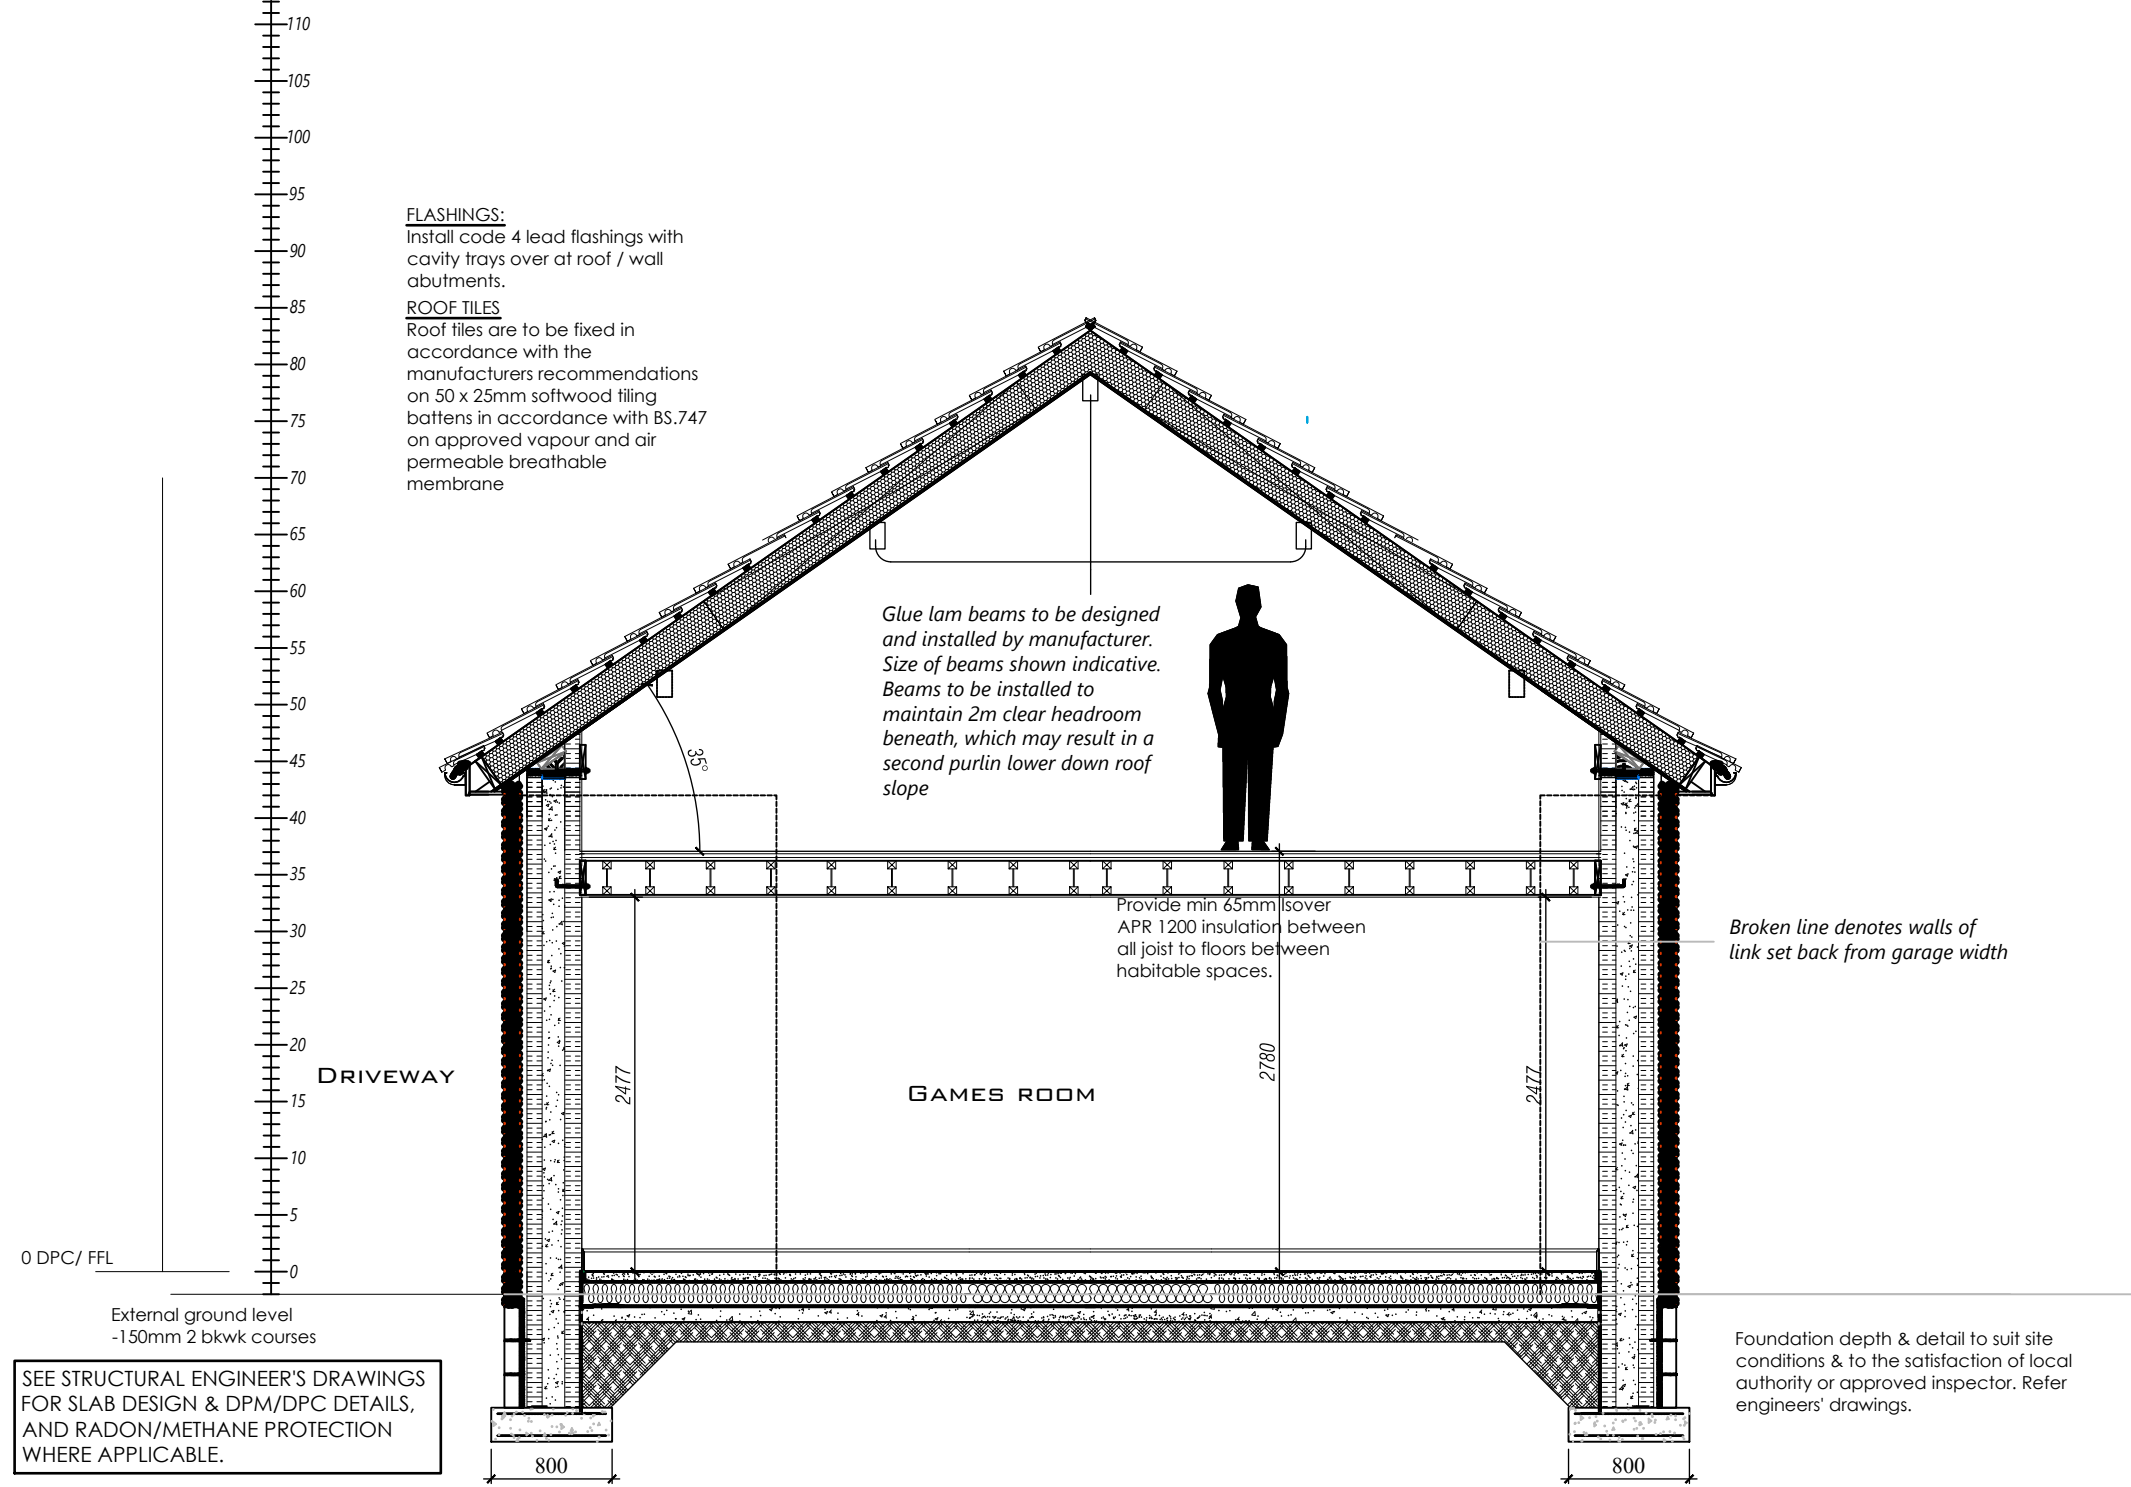 110
105
100
95
90
85
80
75
70
65
60
55
50
45
40
35
30
25
20
15
10
5
0
FLASHINGS:
Install code 4 lead flashings with
cavity trays over at roof / wall
abutments.
ROOF TILES
Roof tiles are to be fixed in
accordance with the
manufacturers recommendations
on 50 x 25mm softwood tiling
battens in accordance with BS.747
on approved vapour and air
permeable breathable
membrane
Glue lam beams to be designed
and installed by manufacturer.
Size of beams shown indicative.
Beams to be installed to
maintain 2m clear headroom
beneath, which may result in a
second purlin lower down roof
slope
35°
Provide min 65mm Isover
APR 1200 insulation between
all joist to floors between
habitable spaces.
Broken line denotes walls of
link set back from garage width
DRIVEWAY
GAMES ROOM
2477
2780
2477
0 DPC/ FFL
External ground level
-150mm 2 bkwk courses
SEE STRUCTURAL ENGINEER'S DRAWINGS
FOR SLAB DESIGN & DPM/DPC DETAILS,
AND RADON/METHANE PROTECTION
WHERE APPLICABLE.
Foundation depth & detail to suit site
conditions & to the satisfaction of local
authority or approved inspector. Refer
engineers' drawings.
800
800